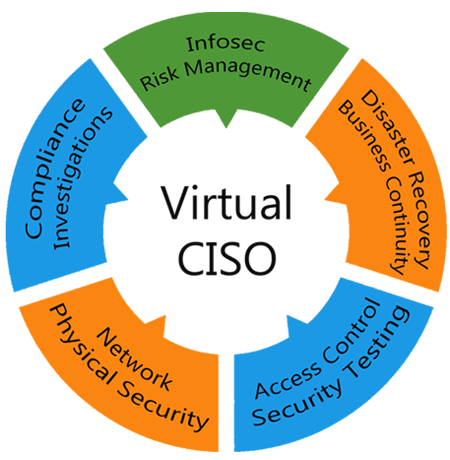 Infosec
Risk Management
Disaster Recovery
Business Continuity
Access Control
Security Testing
Network
Physical Security
Compliance
Investigations
Virtual
CISO